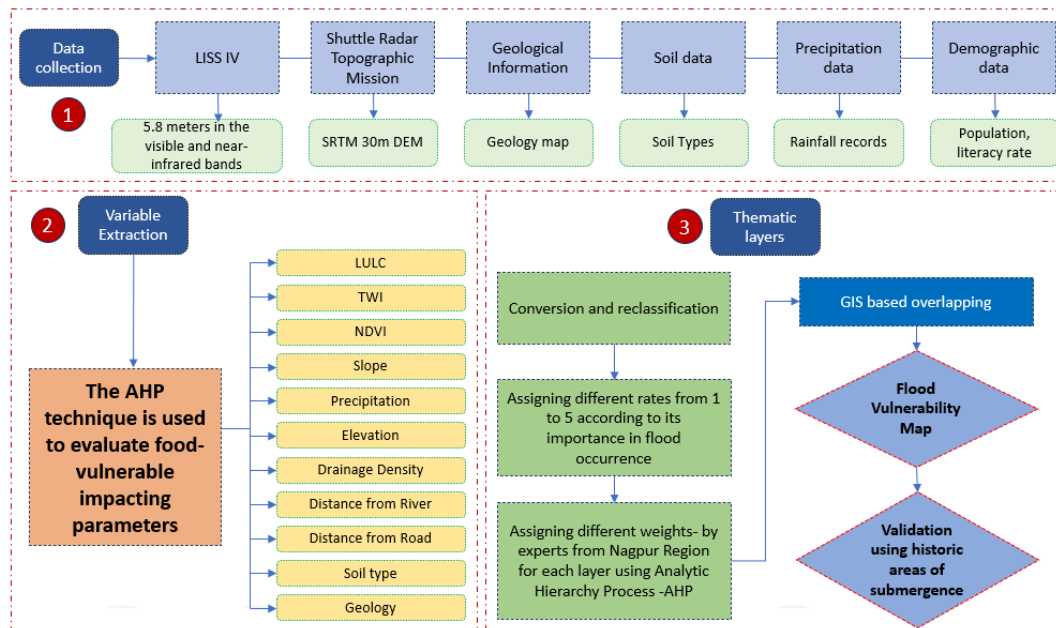 Data
collection
1
LISS IV
Shuttle Radar
Topographic
Mission
Geological
Information
Soil data
Precipitation
data
Demographic
data
5.8 meters in the
visible and near-
infrared bands
SRTM 30m DEM
Geology map
Soil Types
Rainfall records
Population,
literacy rate
2
Variable
Extraction
The AHP
technique is used
to evaluate food-
vulnerable
impacting
parameters
LULC
TWI
NDVI
Slope
Precipitation
Elevation
Drainage Density
Distance from River
Distance from Road
Soil type
Geology
3
Thematic
layers
Conversion and reclassification
Assigning different rates from 1
to 5 according to its
importance in flood
occurrence
Assigning different weights- by
experts from Nagpur Region
for each layer using Analytic
Hierarchy Process -AHP
GIS based overlapping
Flood
Vulnerability
Map
Validation
using historic
areas of
submergence